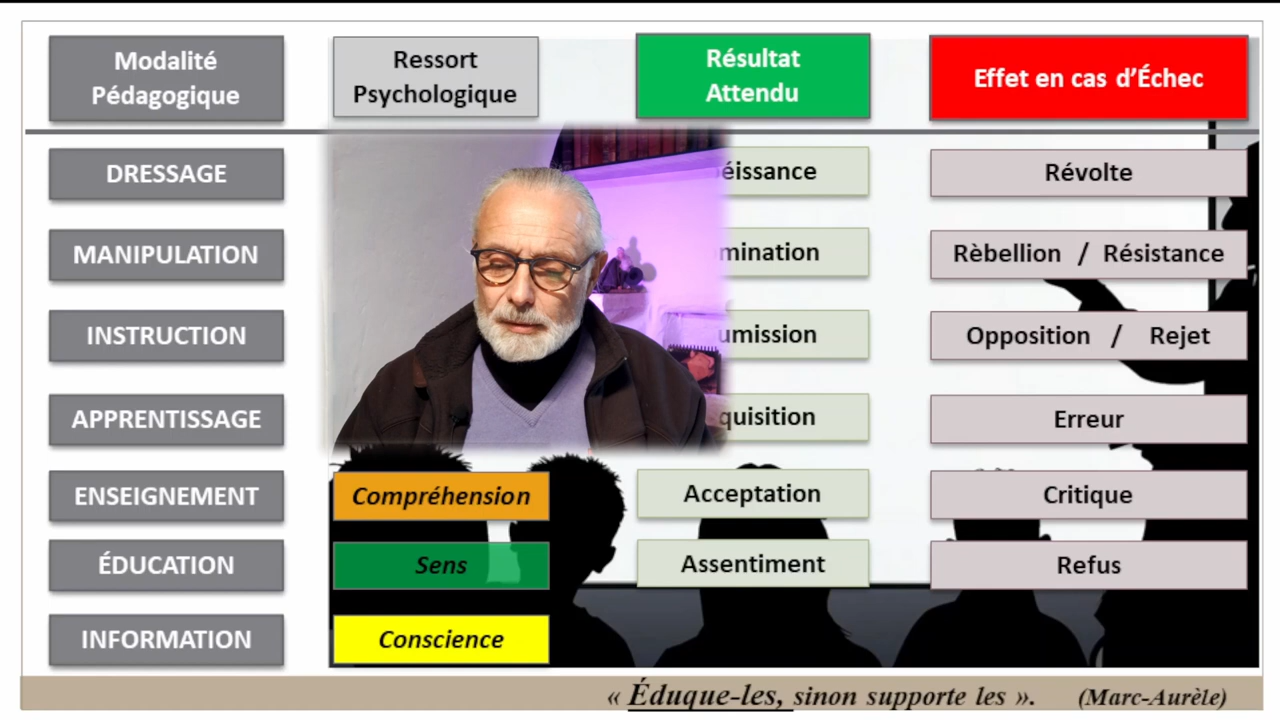 Modalité
Pédagogique
Ressort
Psychologique
Résultat
Attendu
Effet en cas d’Échec
DRESSAGE
Révolte
MANIPULATION
Rèbellion / Résistance
INSTRUCTION
Opposition / Rejet
APPRENTISSAGE
Erreur
ENSEIGNEMENT
Compréhension
Acceptation
Critique
ÉDUCATION
Sens
Assentiment
Refus
INFORMATION
Conscience
« Éduque-les, sinon supporte les ». (Marc-Aurèle)